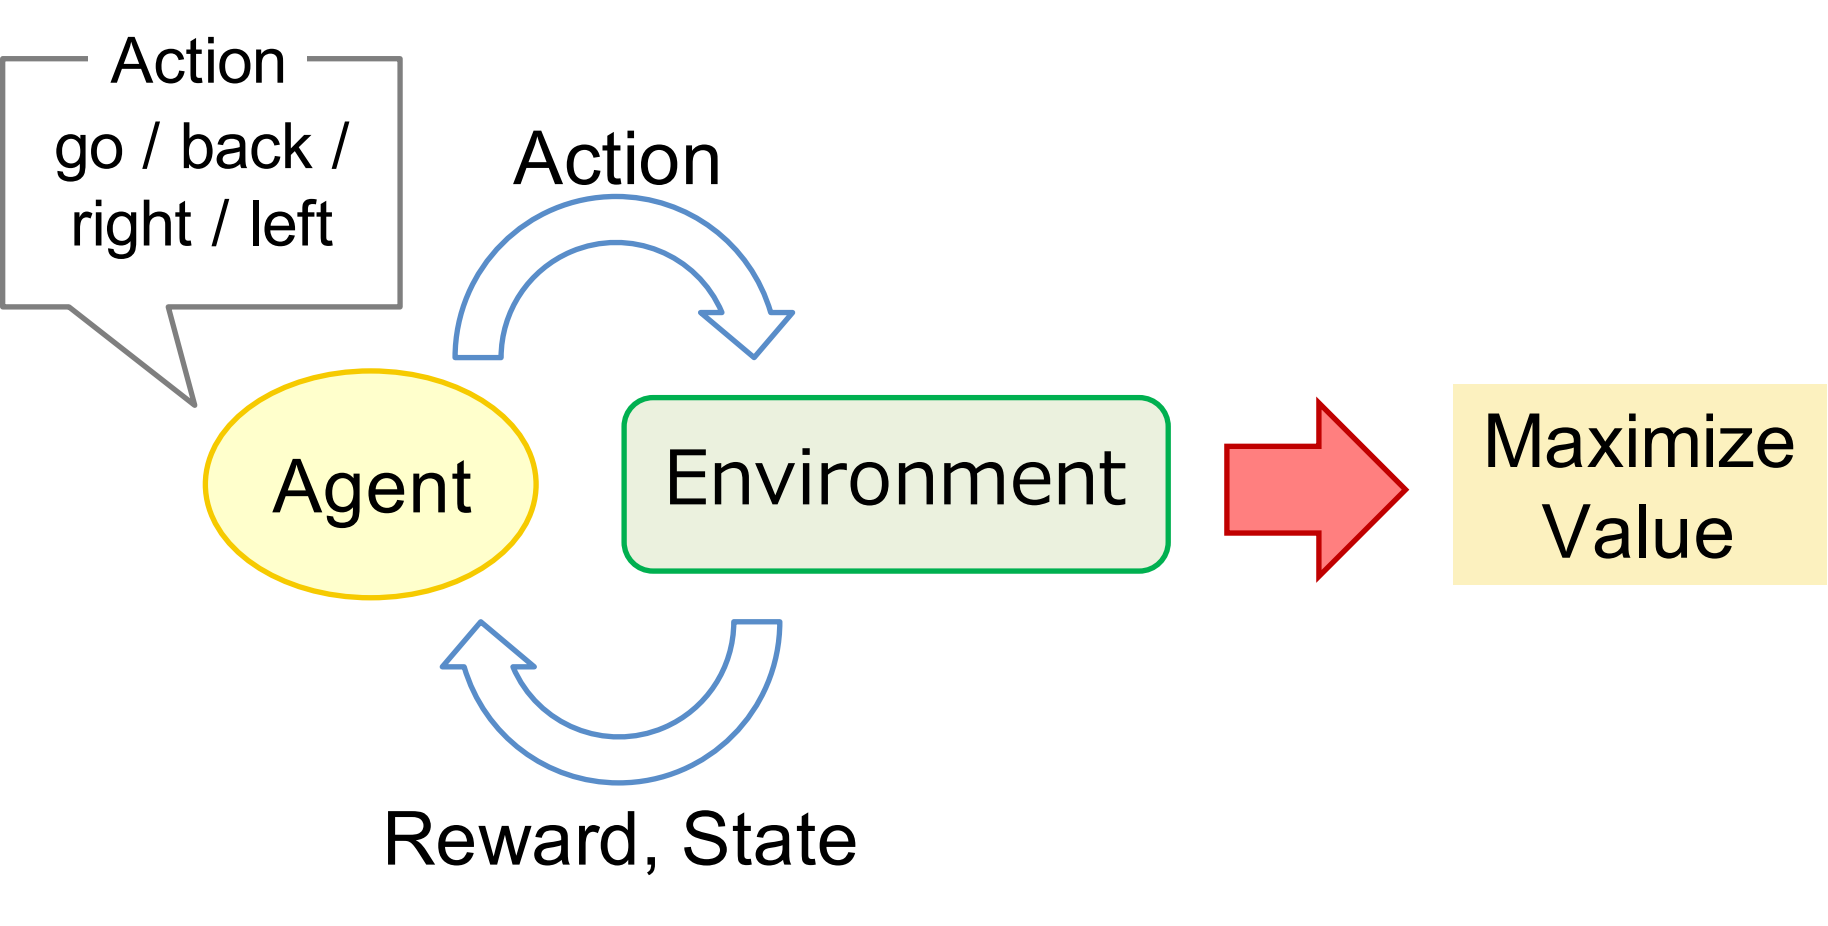 Action
go / back /
right / left
Action
Agent
Environment
Maximize
Value
Reward, State